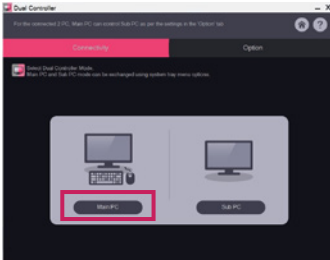 Dual Controller
For the connected 2 PC, Main PC can control Sub PC as per the settings in the 'Option' tab
Connectivity
Option
Select Dual Controller Mode.
Main PC and Sub PC mode can be exchanged using system tray menu options.
Main PC
Sub PC